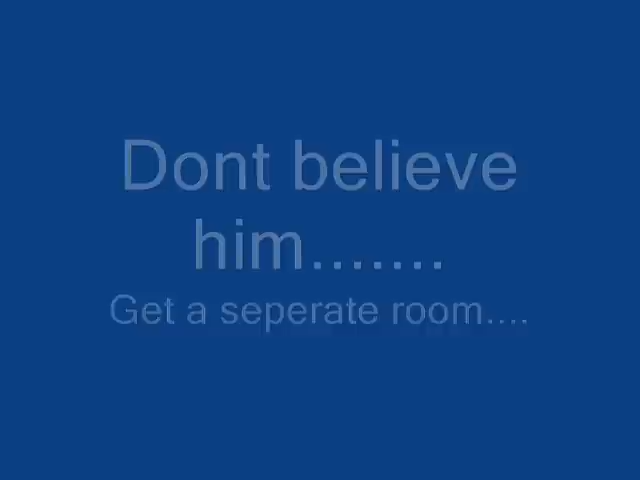 Dont believe
him.......
Get a seperate room....